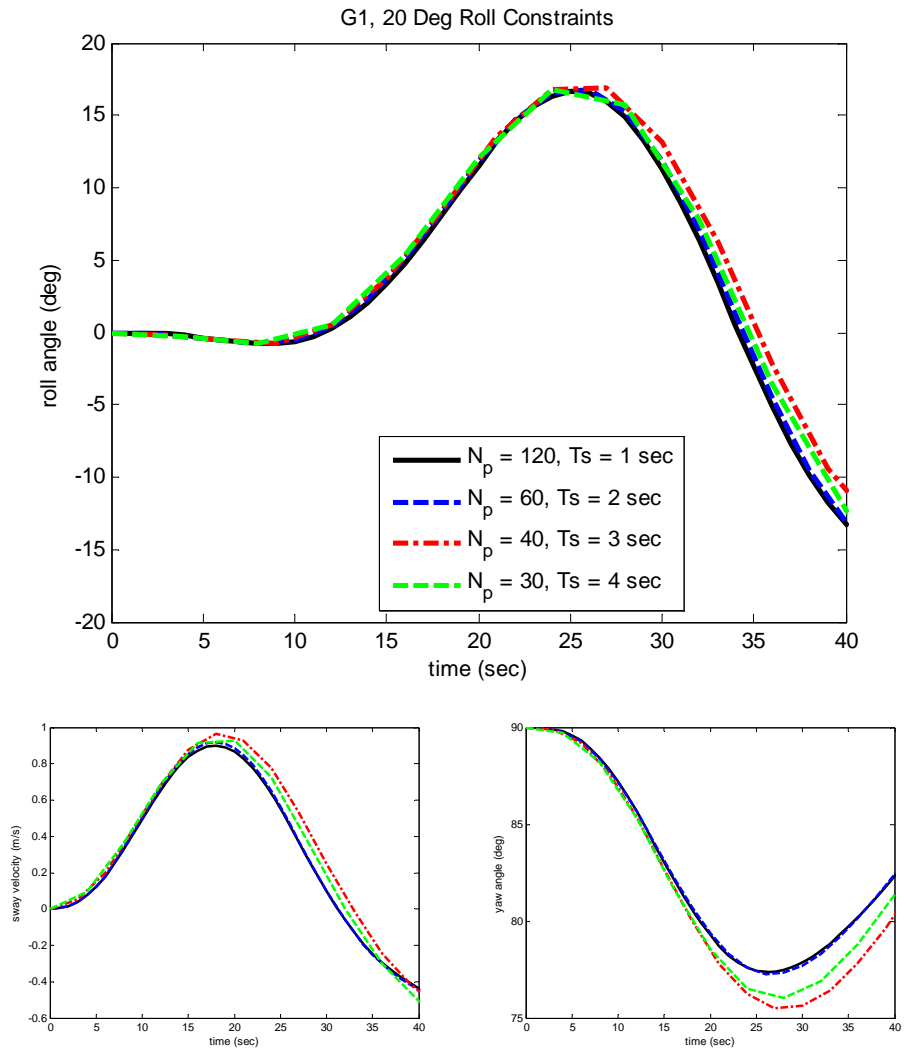 G1, 20 Deg Roll Constraints
20
15
10
5
0
-5
-10
-15
-20
roll angle (deg)
N_p = 120, Ts = 1 sec
N_p = 60, Ts = 2 sec
N_p = 40, Ts = 3 sec
N_p = 30, Ts = 4 sec
0 5 10 15 20 25 30 35 40
time (sec)
1
0.8
0.6
0.4
0.2
0
-0.2
-0.4
-0.6
sway velocity (m/s)
0 5 10 15 20 25 30 35 40
time (sec)
90
85
80
75
yaw angle (deg)
0 5 10 15 20 25 30 35 40
time (sec)